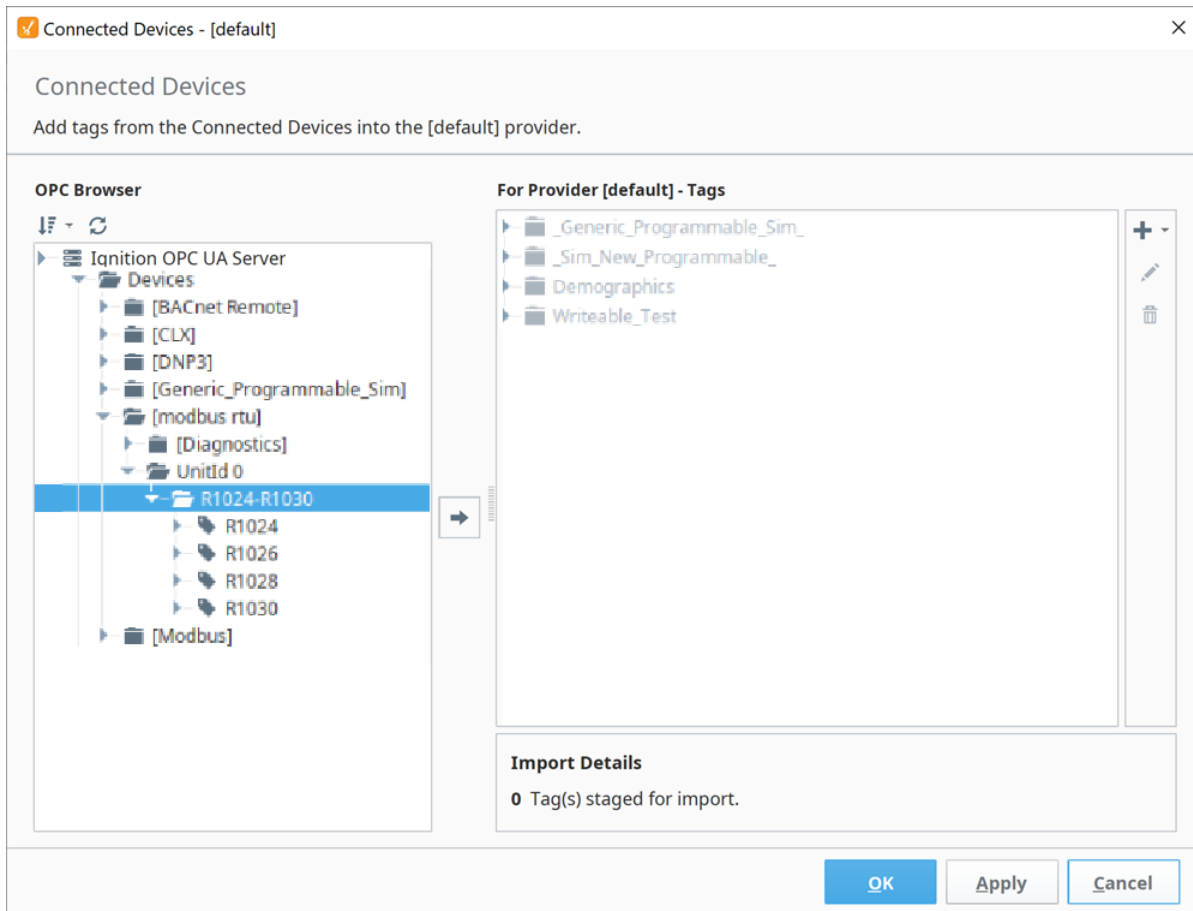 Connected Devices - [default]
Connected Devices
Add tags from the Connected Devices into the [default] provider.
OPC Browser
Ignition OPC UA Server
Devices
[BACnet Remote]
[CLX]
[DNP3]
[Generic_Programmable_Sim]
[modbus rtu]
[Diagnostics]
UnitId 0
R1024-R1030
R1024
R1026
R1028
R1030
[Modbus]
For Provider [default] - Tags
_Generic_Programmable_Sim_
_Sim_New_Programmable_
Demographics
Writeable_Test
Import Details
0 Tag(s) staged for import.
OK Apply Cancel